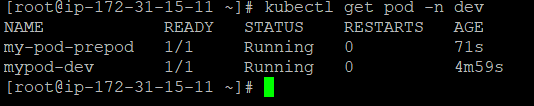 [root@ip-172-31-15-11 ~]# kubectl get pod -n dev
NAME READY STATUS RESTARTS AGE
my-pod-prepod 1/1 Running 0 71s
mypod-dev 1/1 Running 0 4m59s
[root@ip-172-31-15-11 ~]#